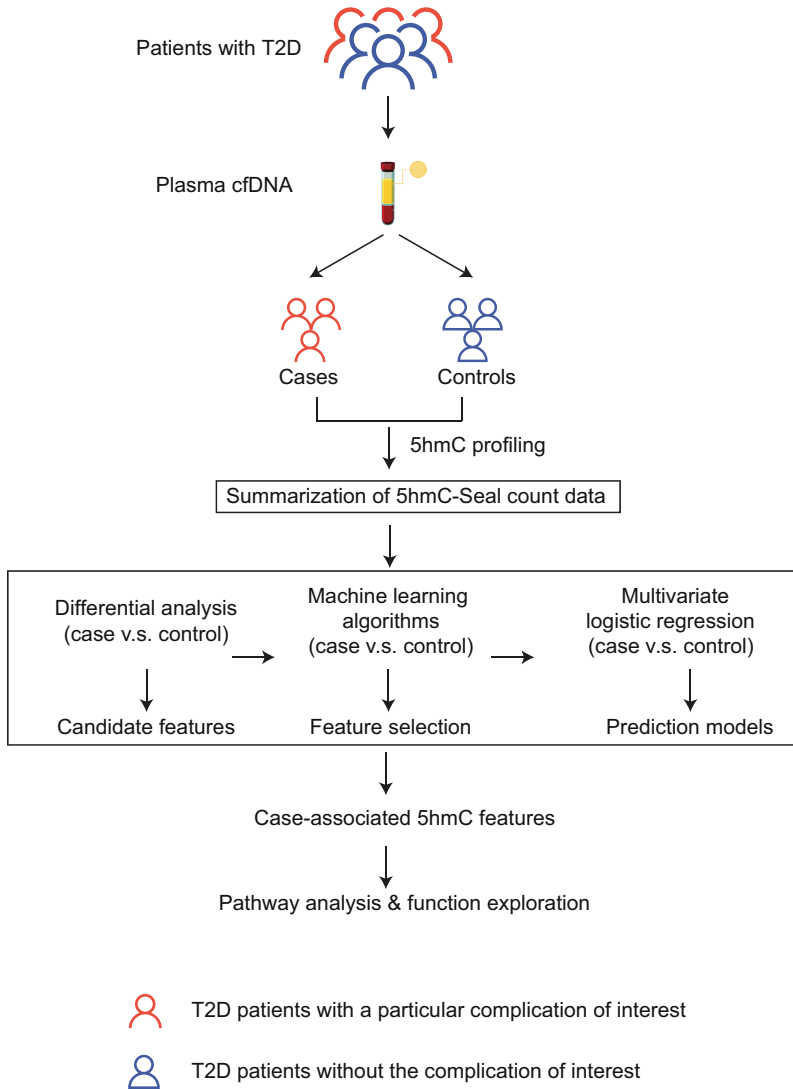 Patients with T2D
Plasma cfDNA
Cases
Controls
5hmC profiling
Summarization of 5hmC-Seal count data
Differential analysis
(case v.s. control)
Machine learning
algorithms
(case v.s. control)
Multivariate
logistic regression
(case v.s. control)
Candidate features
Feature selection
Prediction models
Case-associated 5hmC features
Pathway analysis & function exploration
T2D patients with a particular complication of interest
T2D patients without the complication of interest